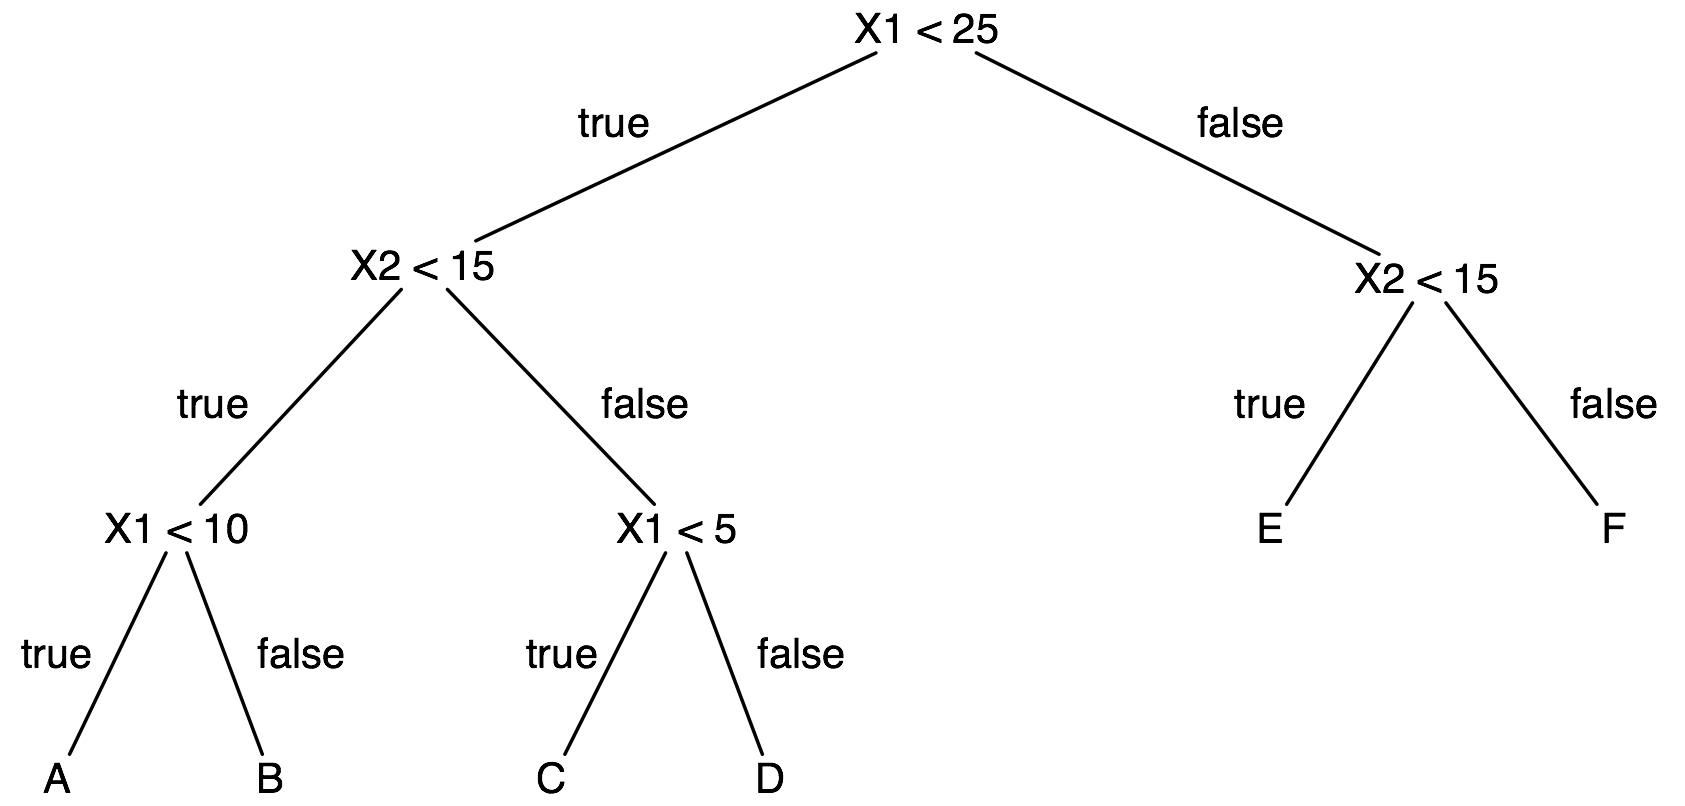 X1 < 25
true
false
X2 < 15
X2 < 15
true
false
true
false
X1 < 10
X1 < 5
E
F
true
false
true
false
A
B
C
D